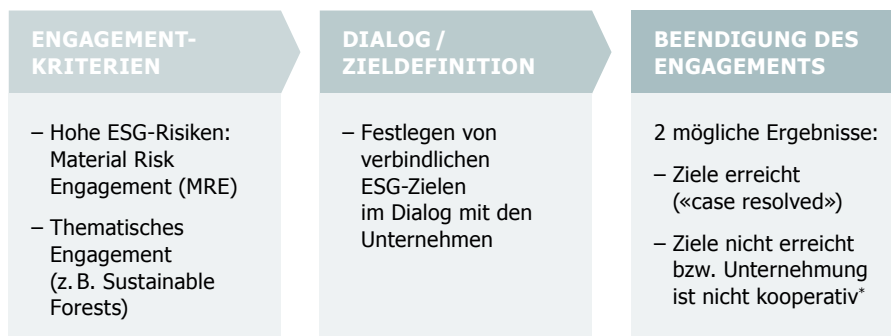 ENGAGEMENT-
KRITERIEN
– Hohe ESG-Risiken:
Material Risk
Engagement (MRE)
– Thematisches
Engagement
(z. B. Sustainable
Forests)
DIALOG /
ZIELDEFINITION
– Festlegen von
verbindlichen
ESG-Zielen
im Dialog mit den
Unternehmen
BEENDIGUNG DES
ENGAGEMENTS
2 mögliche Ergebnisse:
– Ziele erreicht
(«case resolved»)
– Ziele nicht erreicht
bzw. Unternehmung
ist nicht kooperativ*